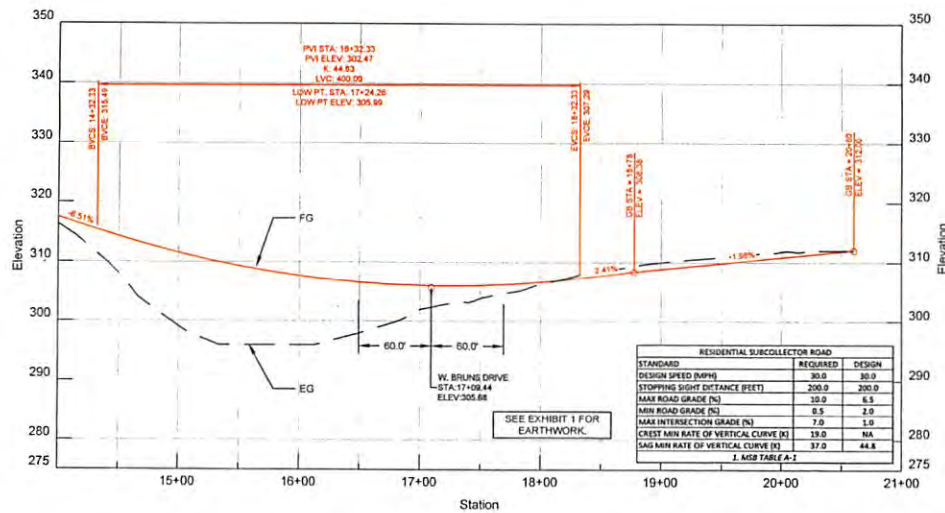 350
340
330
320
310
300
290
280
275
Elevation
PVI STA: 16+32.33
PVI ELEV: 302.47
K: 44.83
LVC: 400.00
LOW PT. STA: 17+24.26
LOW PT ELEV: 305.99
BVCS: 14+32.33
BVCE: 315.49
EVCS: 18+32.33
EVCE: 307.29
GB STA = 18+78
ELEV = 308.38
GB STA = 20+60
ELEV = 312.00
-6.51%
FG
2.41%
-1.98%
EG
60.0'
60.0'
W. BRUNS DRIVE
STA:17+09.44
ELEV:305.68
SEE EXHIBIT 1 FOR
EARTHWORK.
RESIDENTIAL SUBCOLLECTOR ROAD
STANDARD REQUIRED DESIGN
DESIGN SPEED (MPH) 30.0 30.0
STOPPING SIGHT DISTANCE (FEET) 200.0 200.0
MAX ROAD GRADE (%) 10.0 6.5
MIN ROAD GRADE (%) 0.5 2.0
MAX INTERSECTION GRADE (%) 7.0 1.0
CREST MIN RATE OF VERTICAL CURVE (K) 19.0 NA
SAG MIN RATE OF VERTICAL CURVE (K) 37.0 44.8
1. MSB TABLE A-1
350
340
330
320
310
300
290
280
275
Elevation
15+00 16+00 17+00 18+00 19+00 20+00 21+00
Station